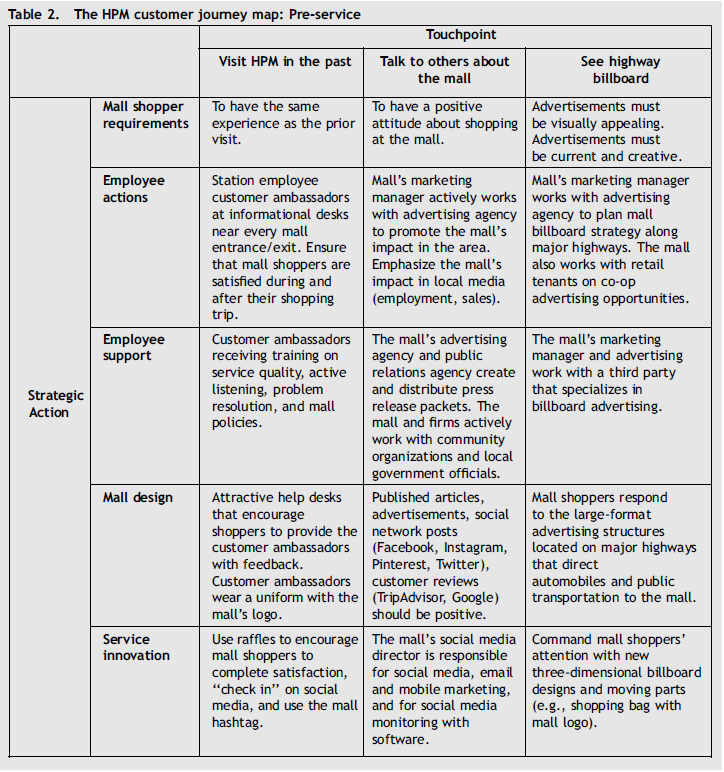 Table 2. The HPM customer journey map: Pre-service
Touchpoint
Visit HPM in the past
Talk to others about
the mall
See highway
billboard
Strategic
Action
Mall shopper
requirements
To have the same
experience as the prior
visit.
To have a positive
attitude about shopping
at the mall.
Advertisements must
be visually appealing.
Advertisements must
be current and creative.
Employee
actions
Station employee
customer ambassadors
at informational desks
near every mall
entrance/exit. Ensure
that mall shoppers are
satisfied during and
after their shopping
trip.
Mall's marketing
manager actively works
with advertising agency
to promote the mall's
impact in the area.
Emphasize the mall's
impact in local media
(employment, sales).
Mall's marketing manager
works with advertising
agency to plan mall
billboard strategy along
major highways. The mall
also works with retail
tenants on co-op
advertising opportunities.
Employee
support
Customer ambassadors
receiving training on
service quality, active
listening, problem
resolution, and mall
policies.
The mall's advertising
agency and public
relations agency create
and distribute press
release packets. The
mall and firms actively
work with community
organizations and local
government officials.
The mall's marketing
manager and advertising
work with a third party
that specializes in
billboard advertising.
Mall design
Attractive help desks
that encourage
shoppers to provide the
customer ambassadors
with feedback.
Customer ambassadors
wear a uniform with the
mall's logo.
Published articles,
advertisements, social
network posts
(Facebook, Instagram,
Pinterest, Twitter),
customer reviews
(TripAdvisor, Google)
should be positive.
Mall shoppers respond
to the large-format
advertising structures
located on major highways
that direct
automobiles and public
transportation to the mall.
Service
innovation
Use raffles to encourage
mall shoppers to
complete satisfaction,
‘‘check in’’ on social
media, and use the mall
hashtag.
The mall's social media
director is responsible
for social media, email
and mobile marketing,
and for social media
monitoring with
software.
Command mall shoppers'
attention with new
three-dimensional billboard
designs and moving parts
(e.g., shopping bag with
mall logo).